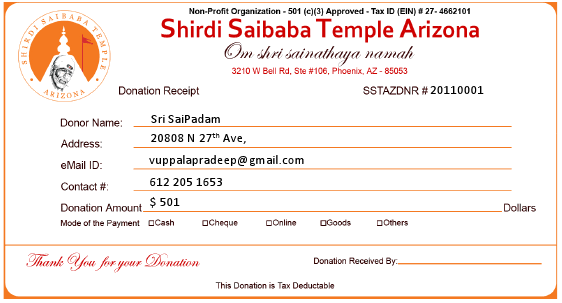 Non-Profit Organization - 501 (c)(3) Approved - Tax ID (EIN) # 27- 4662101
SHIRDI SAIBABA TEMPLE
ARIZONA
Shirdi Saibaba Temple Arizona
Om shri sainathaya namah
3210 W Bell Rd, Ste #106, Phoenix, AZ - 85053
Donation Receipt SSTAZDNR # 20110001
Donor Name: Sri SaiPadam
Address: 20808 N 27th Ave,
eMail ID: vuppalapradeep@gmail.com
Contact #: 612 205 1653
Donation Amount $ 501 Dollars
Mode of the Payment □Cash □Cheque □Online □Goods □Others
Thank You for your Donation Donation Received By:
This Donation is Tax Deductable